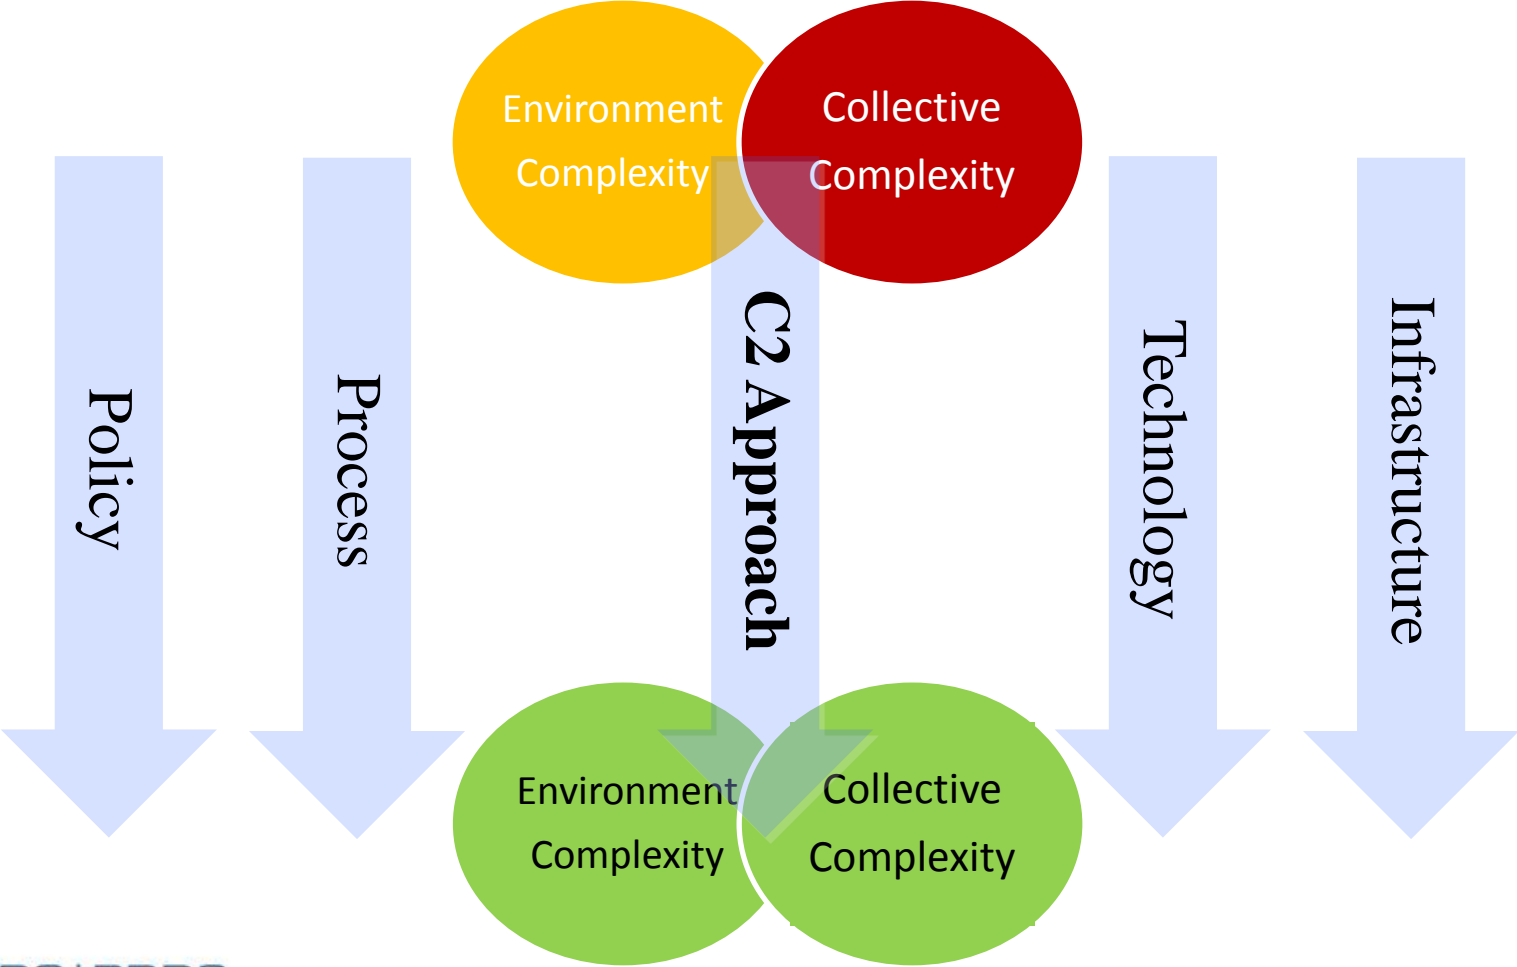 Environment
Complexity
Collective
Complexity
Policy
Process
C2 Approach
Technology
Infrastructure
Environment
Complexity
Collective
Complexity